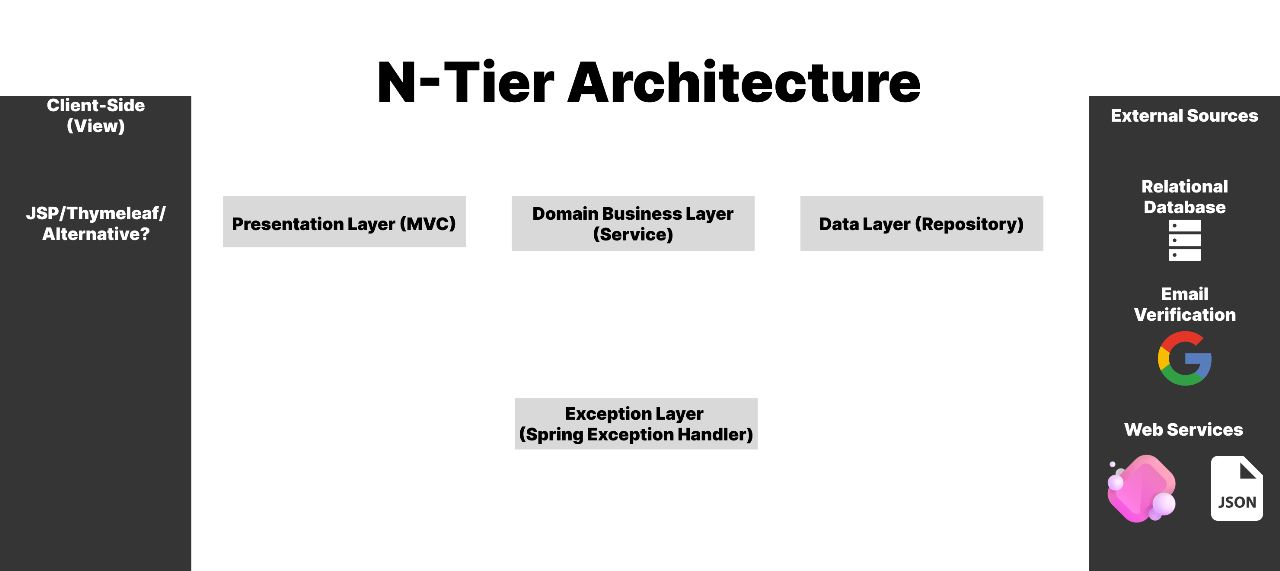 N-Tier Architecture
Client-Side
(View)
JSP/Thymeleaf/
Alternative?
Presentation Layer (MVC)
Domain Business Layer
(Service)
Data Layer (Repository)
Exception Layer
(Spring Exception Handler)
External Sources
Relational
Database
Email
Verification
Web Services
JSON